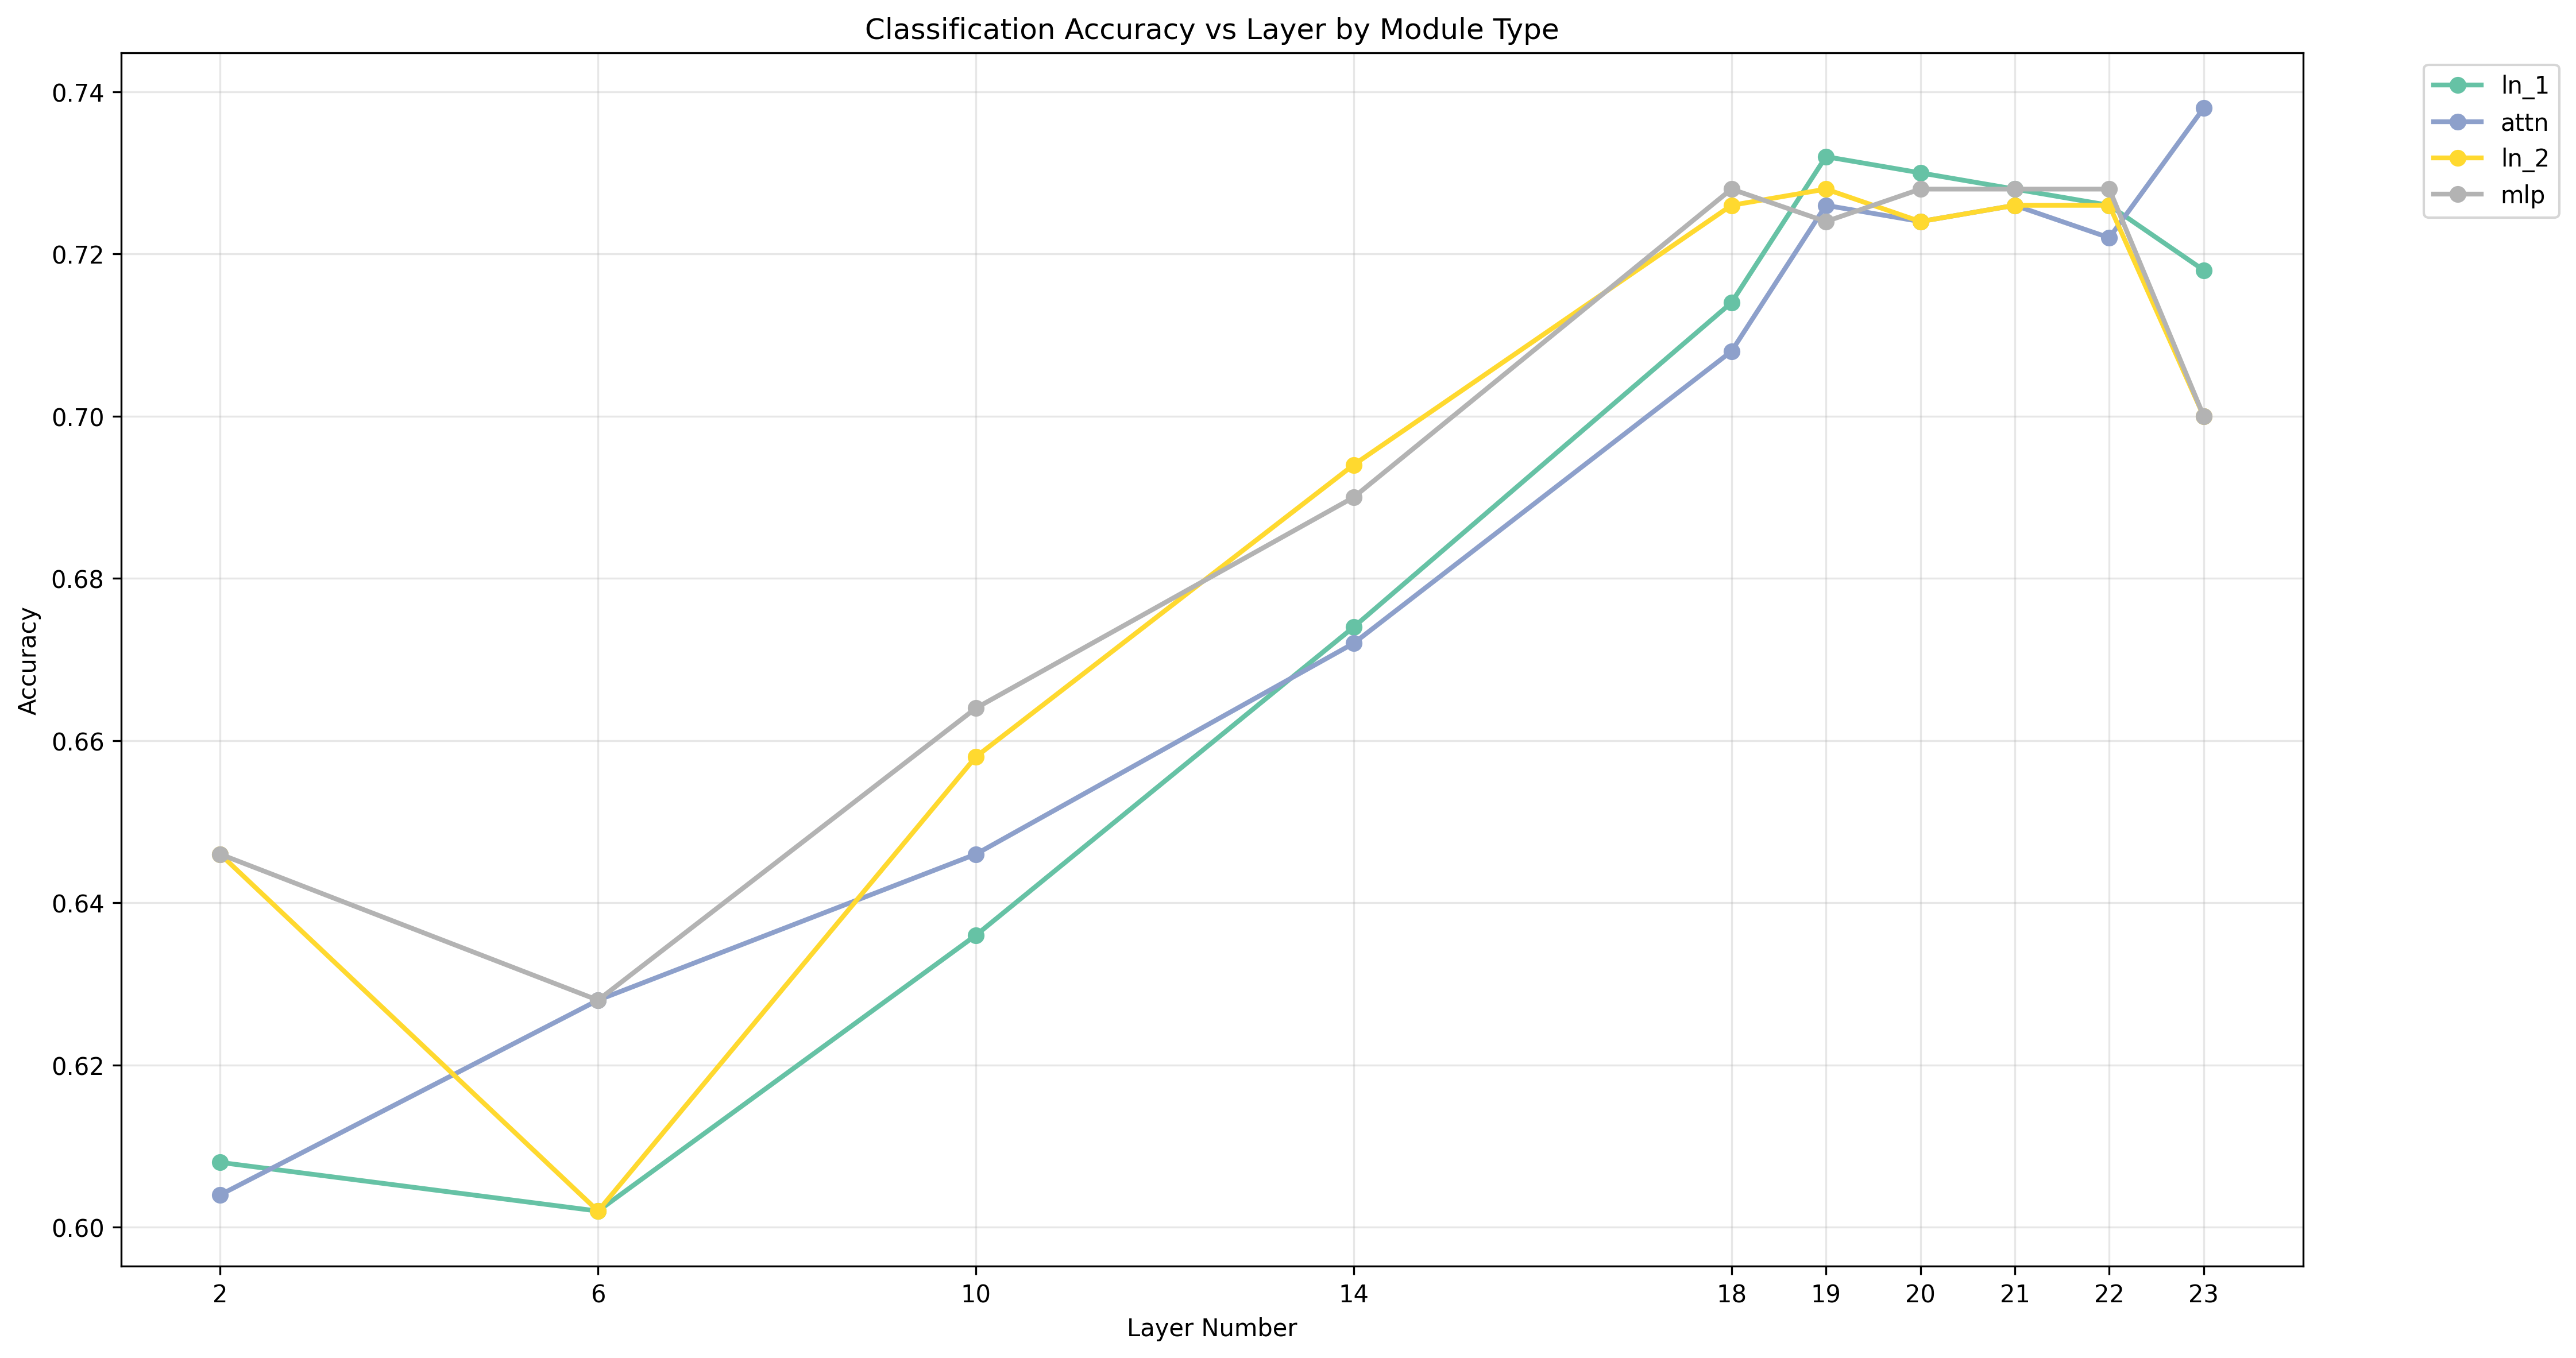 Classification Accuracy vs Layer by Module Type
ln_1
attn
ln_2
mlp
Accuracy
0.74
0.72
0.70
0.68
0.66
0.64
0.62
0.60
2 6 10 14 18 19 20 21 22 23
Layer Number